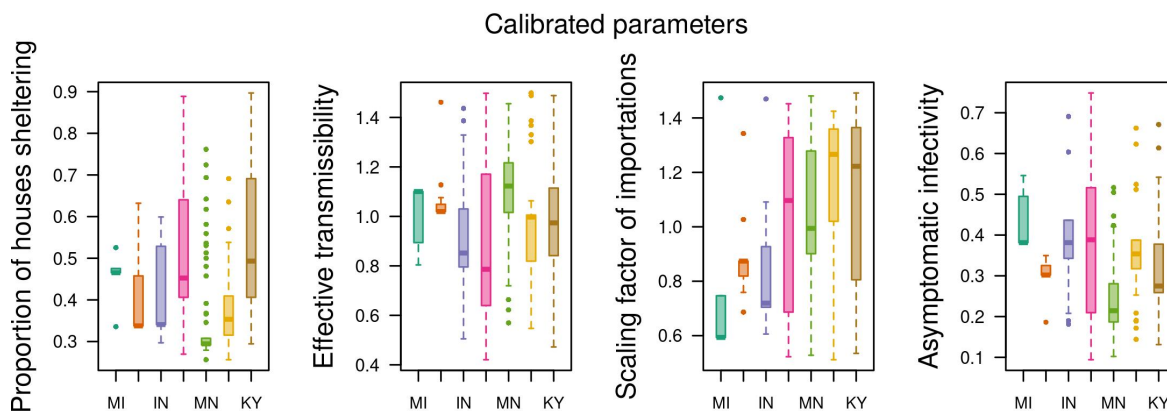 Calibrated parameters
Proportion of houses sheltering
0.9
0.8
0.7
0.6
0.5
0.4
0.3
MI IN MN KY
Effective transmissibility
1.4
1.2
1.0
0.8
0.6
0.4
MI IN MN KY
Scaling factor of importations
1.4
1.2
1.0
0.8
0.6
MI IN MN KY
Asymptomatic infectivity
0.7
0.6
0.5
0.4
0.3
0.2
0.1
MI IN MN KY